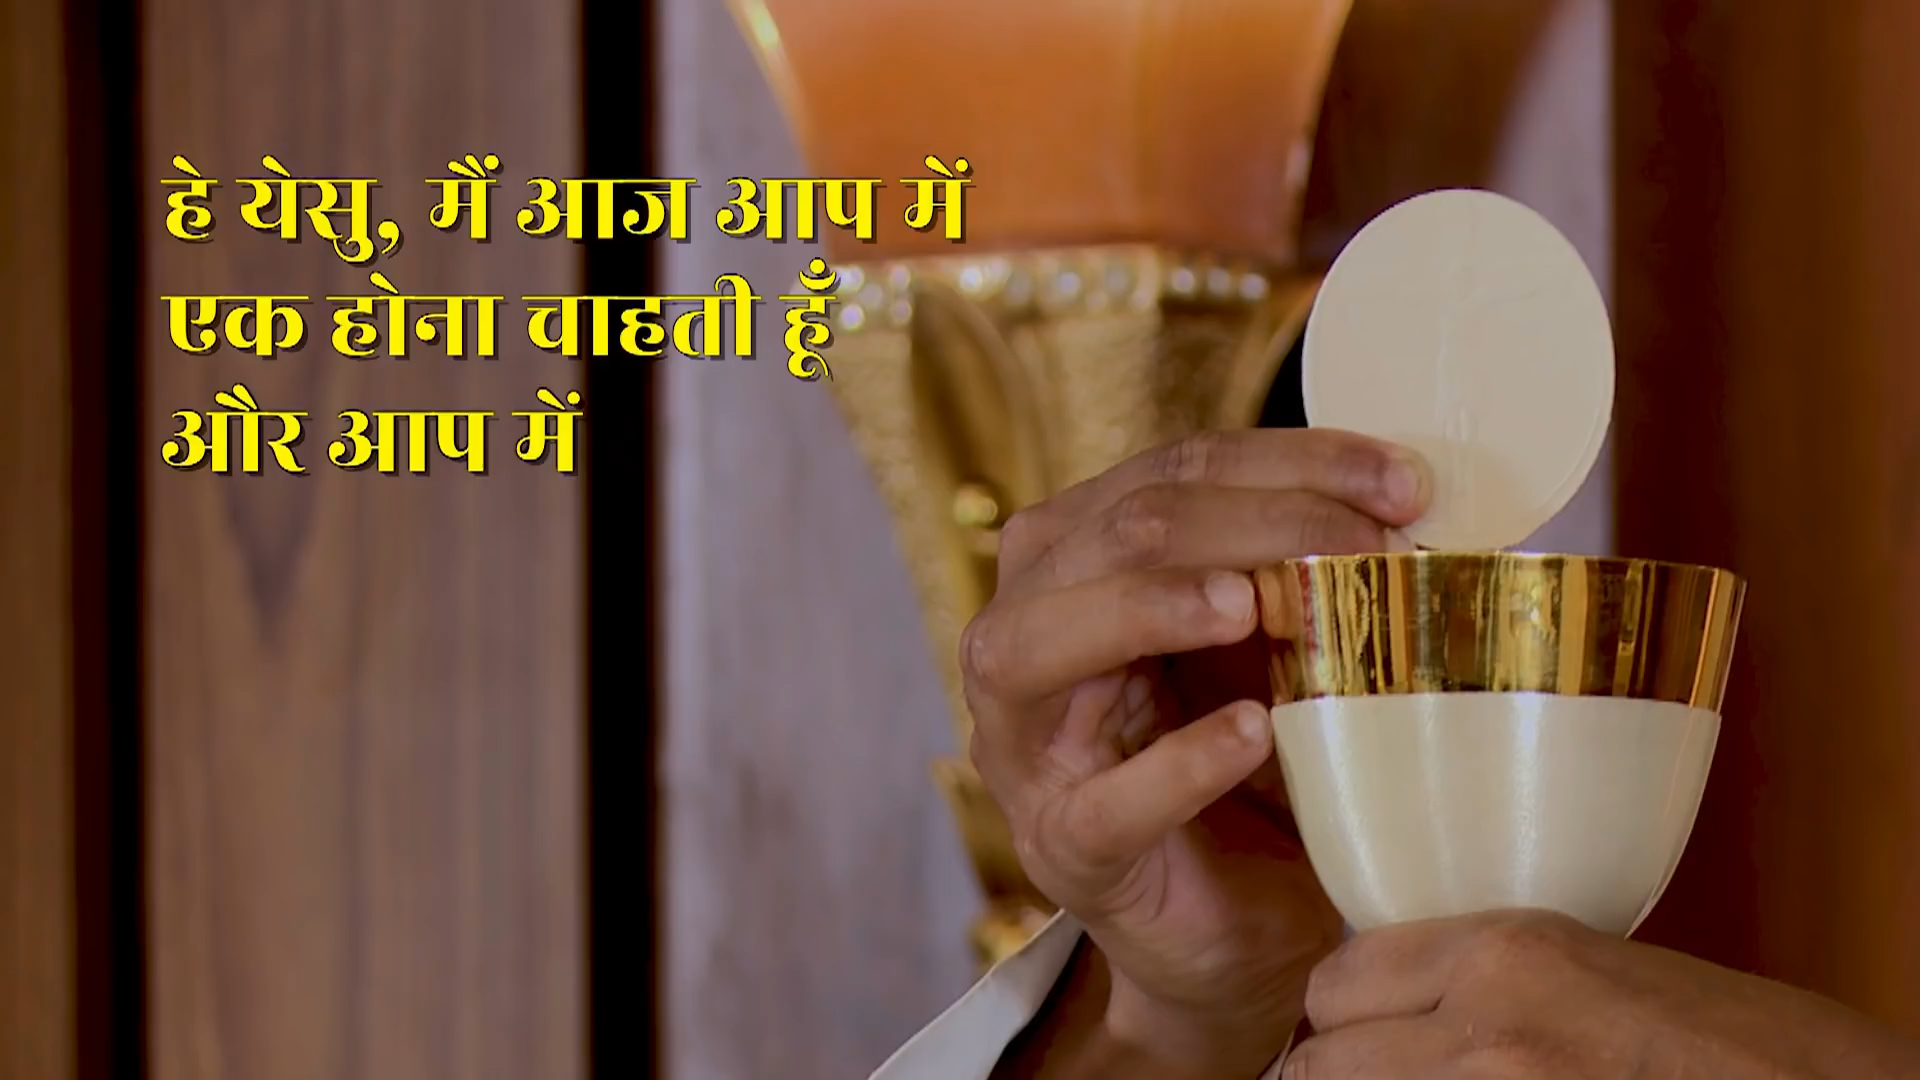 हे येसु, मैं आज आप में
एक होना चाहती हूँ
और आप में